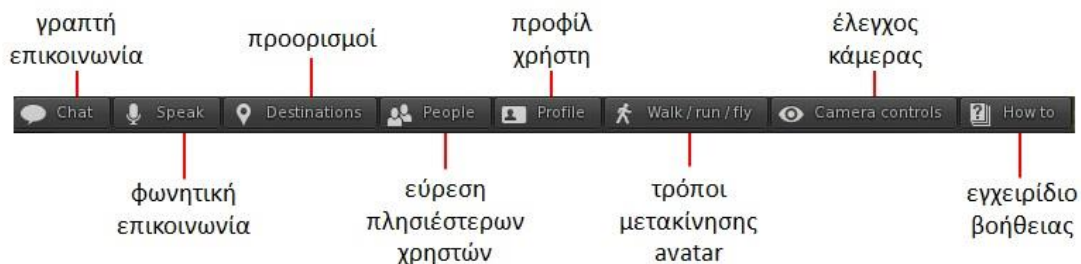 γραπτή
επικοινωνία
προορισμοί
προφίλ
χρήστη
έλεγχος
κάμερας
Chat Speak Destinations People Profile Walk / run / fly Camera controls How to
φωνητική
επικοινωνία
εύρεση
πλησιέστερων
χρηστών
τρόποι
μετακίνησης
avatar
εγχειρίδιο
βοήθειας